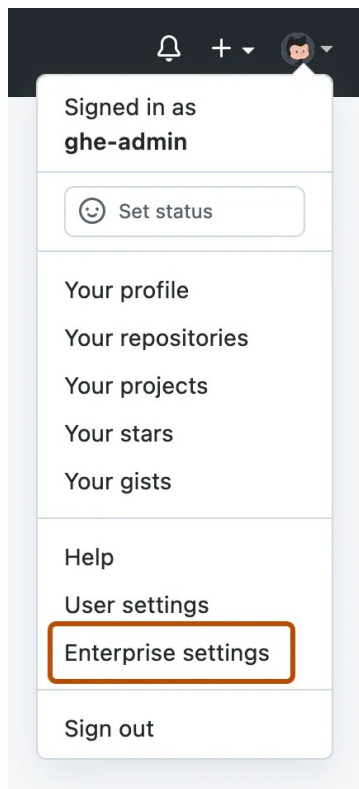 Signed in as
ghe-admin
Set status
Your profile
Your repositories
Your projects
Your stars
Your gists
Help
User settings
Enterprise settings
Sign out